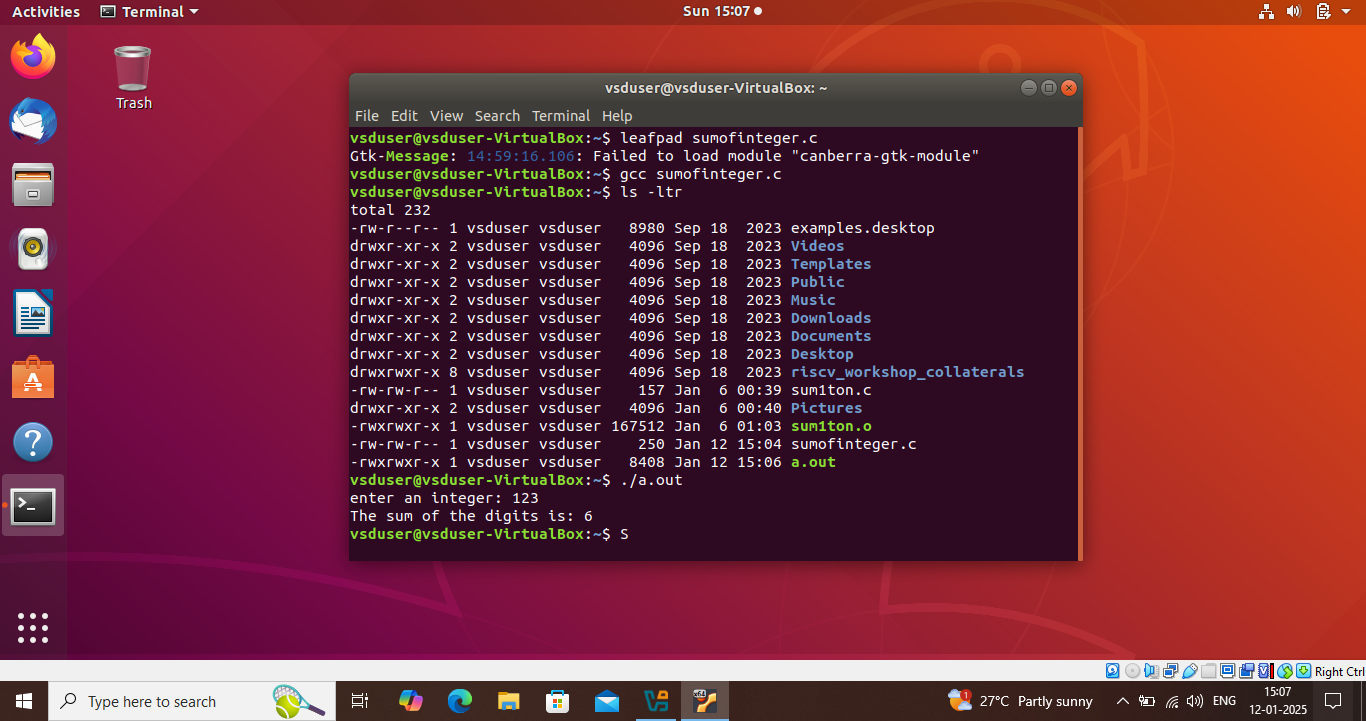 Activities Terminal Sun 15:07
Trash
vsduser@vsduser-VirtualBox: ~
File Edit View Search Terminal Help
vsduser@vsduser-VirtualBox:~$ leafpad sumofinteger.c
Gtk-Message: 14:59:16.106: Failed to load module "canberra-gtk-module"
vsduser@vsduser-VirtualBox:~$ gcc sumofinteger.c
vsduser@vsduser-VirtualBox:~$ ls -ltr
total 232
-rw-r--r-- 1 vsduser vsduser   8980 Sep 18  2023 examples.desktop
drwxr-xr-x 2 vsduser vsduser   4096 Sep 18  2023 Videos
drwxr-xr-x 2 vsduser vsduser   4096 Sep 18  2023 Templates
drwxr-xr-x 2 vsduser vsduser   4096 Sep 18  2023 Public
drwxr-xr-x 2 vsduser vsduser   4096 Sep 18  2023 Music
drwxr-xr-x 2 vsduser vsduser   4096 Sep 18  2023 Downloads
drwxr-xr-x 2 vsduser vsduser   4096 Sep 18  2023 Documents
drwxr-xr-x 2 vsduser vsduser   4096 Sep 18  2023 Desktop
drwxrwxr-x 8 vsduser vsduser   4096 Sep 18  2023 riscv_workshop_collaterals
-rw-rw-r-- 1 vsduser vsduser    157 Jan  6 00:39 sum1ton.c
drwxr-xr-x 2 vsduser vsduser   4096 Jan  6 00:40 Pictures
-rwxrwxr-x 1 vsduser vsduser 167512 Jan  6 01:03 sum1ton.o
-rw-rw-r-- 1 vsduser vsduser    250 Jan 12 15:04 sumofinteger.c
-rwxrwxr-x 1 vsduser vsduser   8408 Jan 12 15:06 a.out
vsduser@vsduser-VirtualBox:~$ ./a.out
enter an integer: 123
The sum of the digits is: 6
vsduser@vsduser-VirtualBox:~$ S
Right Ctrl
Type here to search
1
27°C Partly sunny
ENG
15:07
12-01-2025